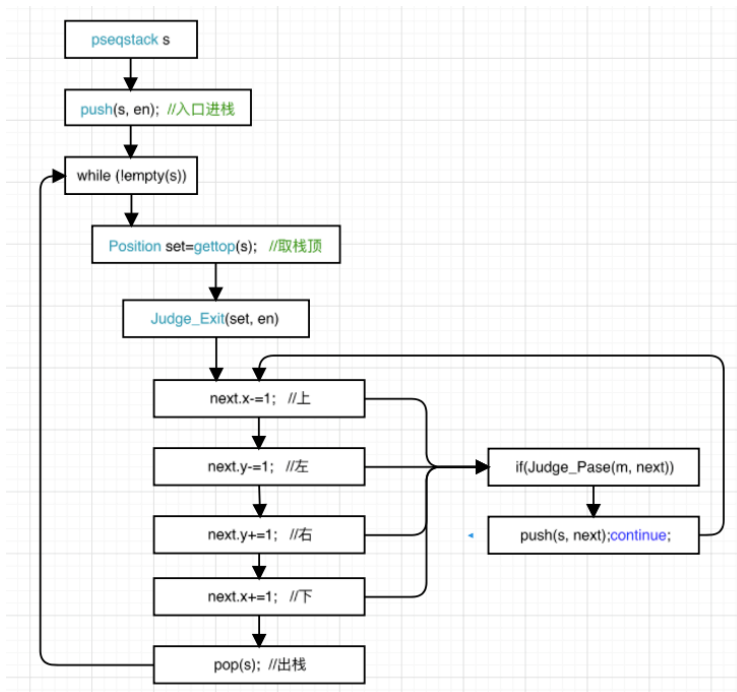 pseqstack s
push(s, en);  //入口进栈
while (!empty(s))
Position set=gettop(s);   //取栈顶
Judge_Exit(set, en)
next.x-=1;   //上
next.y-=1;   //左
if(Judge_Pase(m, next))
next.y+=1;   //右
push(s, next);continue;
next.x+=1;   //下
pop(s);  //出栈